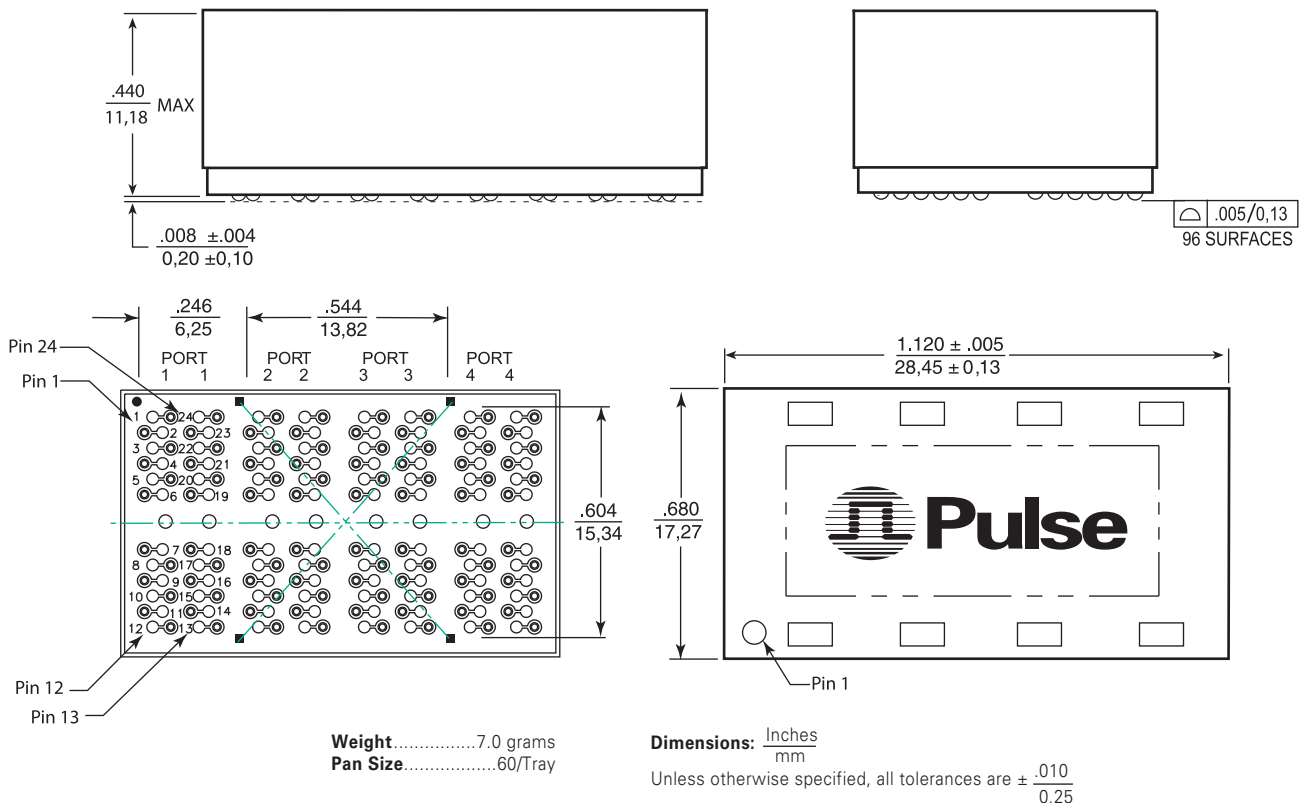 .440
11,18
MAX
.008 ±.004
0,20 ±0,10
.005/0,13
96 SURFACES
.246
6,25
.544
13,82
Pin 24
Pin 1
PORT PORT PORT PORT
1 1 2 2 3 3 4 4
1 24
2 23
3 22
4 21
5 20
6 19
7 18
8 17
9 16
10 15
11 14
12 13
.604
15,34
Pin 12
Pin 13
1.120 ± .005
28,45 ± 0,13
.680
17,27
Pulse
Pin 1
Weight................7.0 grams
Pan Size..................60/Tray
Dimensions: Inches
mm
Unless otherwise specified, all tolerances are ± .010
0,25